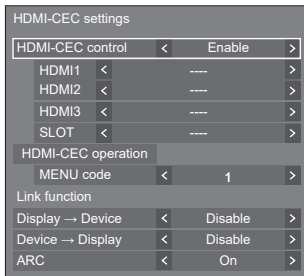 HDMI-CEC settings
HDMI-CEC control < Enable >
HDMI1 < ---- >
HDMI2 < ---- >
HDMI3 < ---- >
SLOT < ---- >
HDMI-CEC operation
MENU code < 1 >
Link function
Display → Device < Disable >
Device → Display < Disable >
ARC < On >